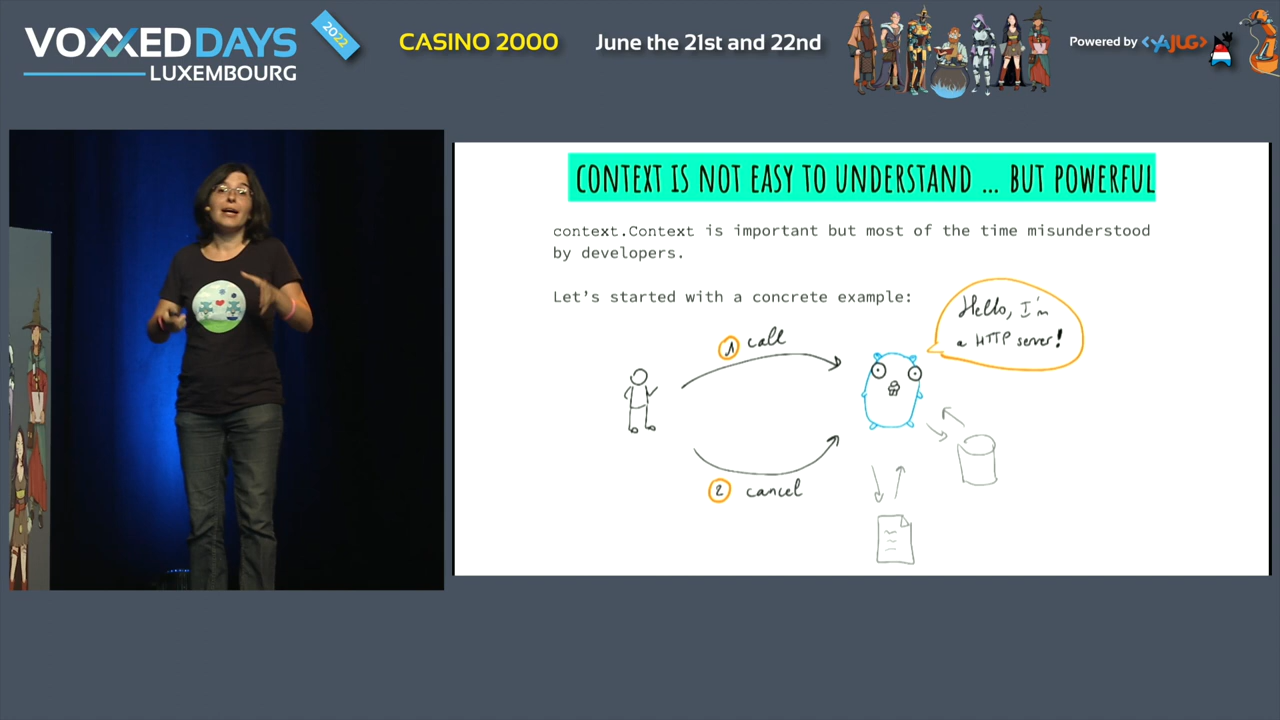 VOXXEDDAYS
LUXEMBOURG
2022
CASINO 2000
June the 21st and 22nd
Powered by <YAJUG>
CONTEXT IS NOT EASY TO UNDERSTAND ... BUT POWERFUL
context.Context is important but most of the time misunderstood
by developers.
Let's started with a concrete example:
Hello, I'm
a HTTP server!
1 call
2 cancel